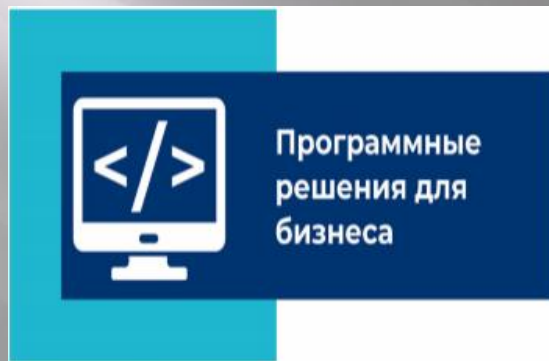 </>
Программные
решения для
бизнеса